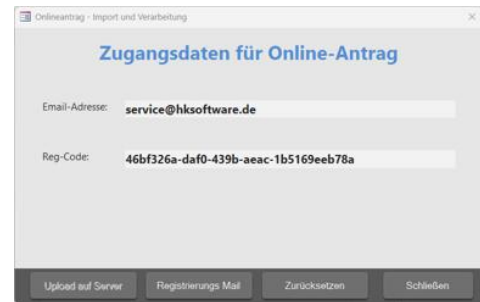 Onlineantrag - Import und Verarbeitung
Zugangsdaten für Online-Antrag
Email-Adresse: service@hksoftware.de
Reg-Code: 46bf326a-daf0-439b-aeac-1b5169eeb78a
Upload auf Server Registrierungs Mail Zurücksetzen Schließen